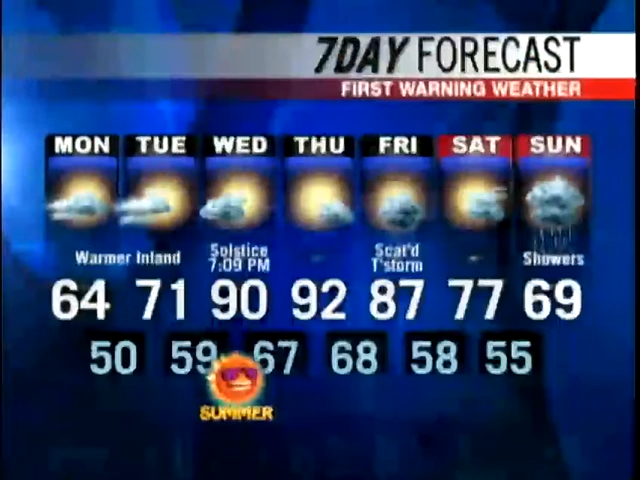 7DAY FORECAST
FIRST WARNING WEATHER
MON TUE WED THU FRI SAT SUN
Warmer Inland Solstice 7:09 PM Scat'd T'storm Showers
64 71 90 92 87 77 69
50 59 67 68 58 55
SUMMER